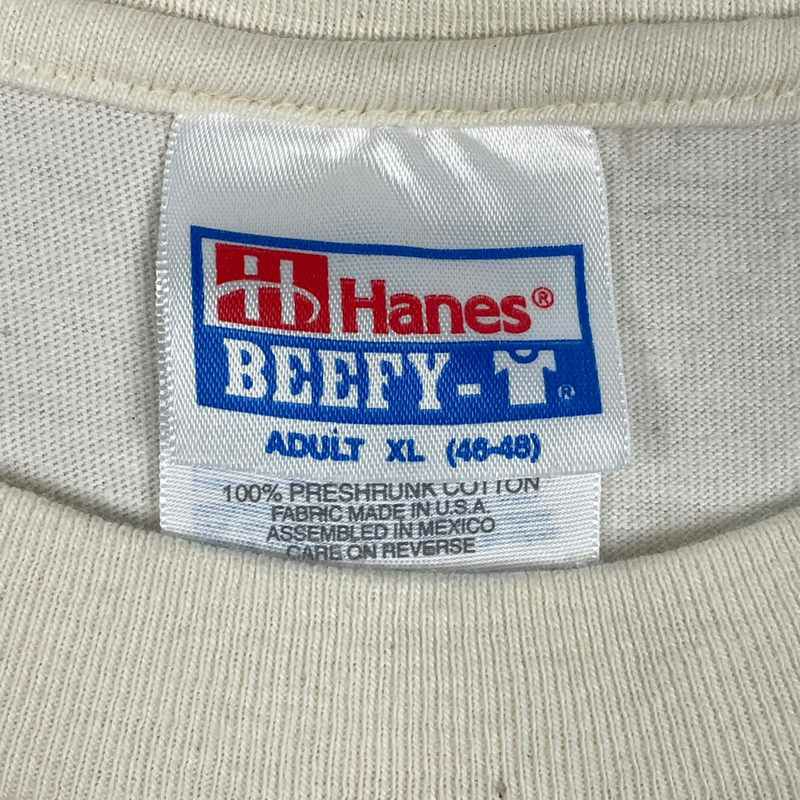 Hanes®
BEEFY-T®
ADULT XL (46-48)
100% PRESHRUNK COTTON
FABRIC MADE IN U.S.A.
ASSEMBLED IN MEXICO
CARE ON REVERSE